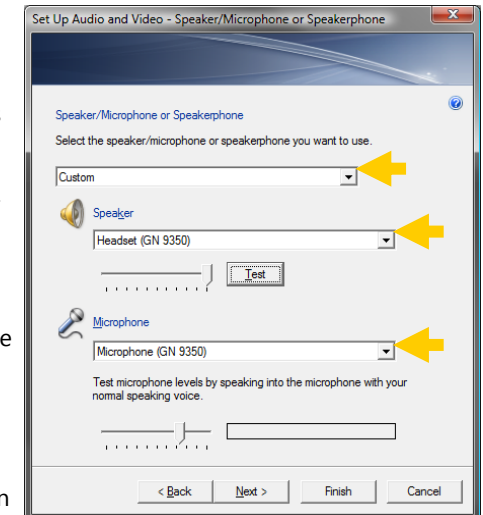 Set Up Audio and Video - Speaker/Microphone or Speakerphone
Speaker/Microphone or Speakerphone
Select the speaker/microphone or speakerphone you want to use.
Custom
Speaker
Headset (GN 9350)
Test
Microphone
Microphone (GN 9350)
Test microphone levels by speaking into the microphone with your
normal speaking voice.
< Back Next > Finish Cancel